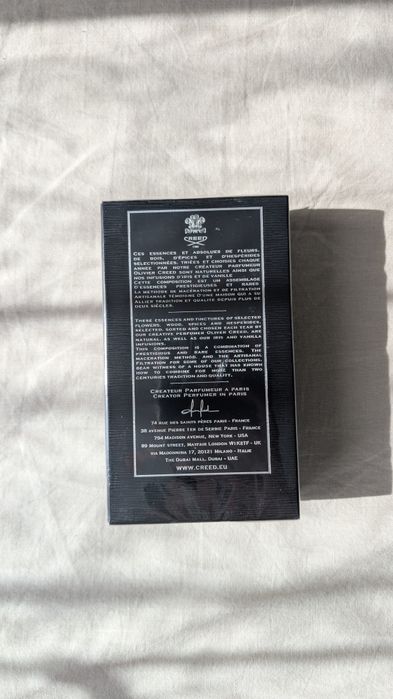 CREED
CES ESSENCES ET ABSOLUES DE FLEURS,
DE BOIS, D'ÉPICES ET D'HESPÉRIDES
SÉLECTIONNÉES, TRIÉES ET CHOISIES CHAQUE
ANNÉE PAR NOTRE CRÉATEUR PARFUMEUR
OLIVIER CREED SONT NATURELLES AINSI QUE
NOS INFUSIONS D'IRIS ET DE VANILLE
CETTE COMPOSITION EST UN ASSEMBLAGE
D'ESSENCES PRESTIGIEUSES ET RARES
LA MÉTHODE DE MACÉRATION ET DE FILTRATION
ARTISANALE TÉMOIGNE D'UNE MAISON QUI A SU
ALLIER TRADITION ET QUALITÉ DEPUIS PLUS DE
DEUX SIÈCLES.
THESE ESSENCES AND TINCTURES OF SELECTED
FLOWERS, WOOD, SPICES AND HESPERIDES,
SELECTED, SORTED AND CHOSEN EACH YEAR BY
OUR CREATIVE PERFUMER OLIVIER CREED, ARE
NATURAL, AS WELL AS OUR IRIS AND VANILLA
INFUSIONS.
THIS COMPOSITION IS A COMBINATION OF
PRESTIGIOUS AND RARE ESSENCES. THE
MACERATION METHOD, AND THE ARTISANAL
FILTRATION FOR SOME OF OUR COLLECTIONS,
BEAR WITNESS OF A HOUSE THAT HAS KNOWN
HOW TO COMBINE FOR MORE THAN TWO
CENTURIES TRADITION AND QUALITY.
CRÉATEUR PARFUMEUR A PARIS
CREATOR PERFUMER IN PARIS
74 RUE DES SAINTS PÈRES PARIS - FRANCE
38 AVENUE PIERRE 1ER DE SERBIE PARIS - FRANCE
794 MADISON AVENUE, NEW YORK - USA
99 MOUNT STREET, MAYFAIR LONDON W1K2TF - UK
VIA MADONNINA 17, 20121 MILANO - ITALIE
THE DUBAI MALL, DUBAI - UAE
WWW.CREED.EU